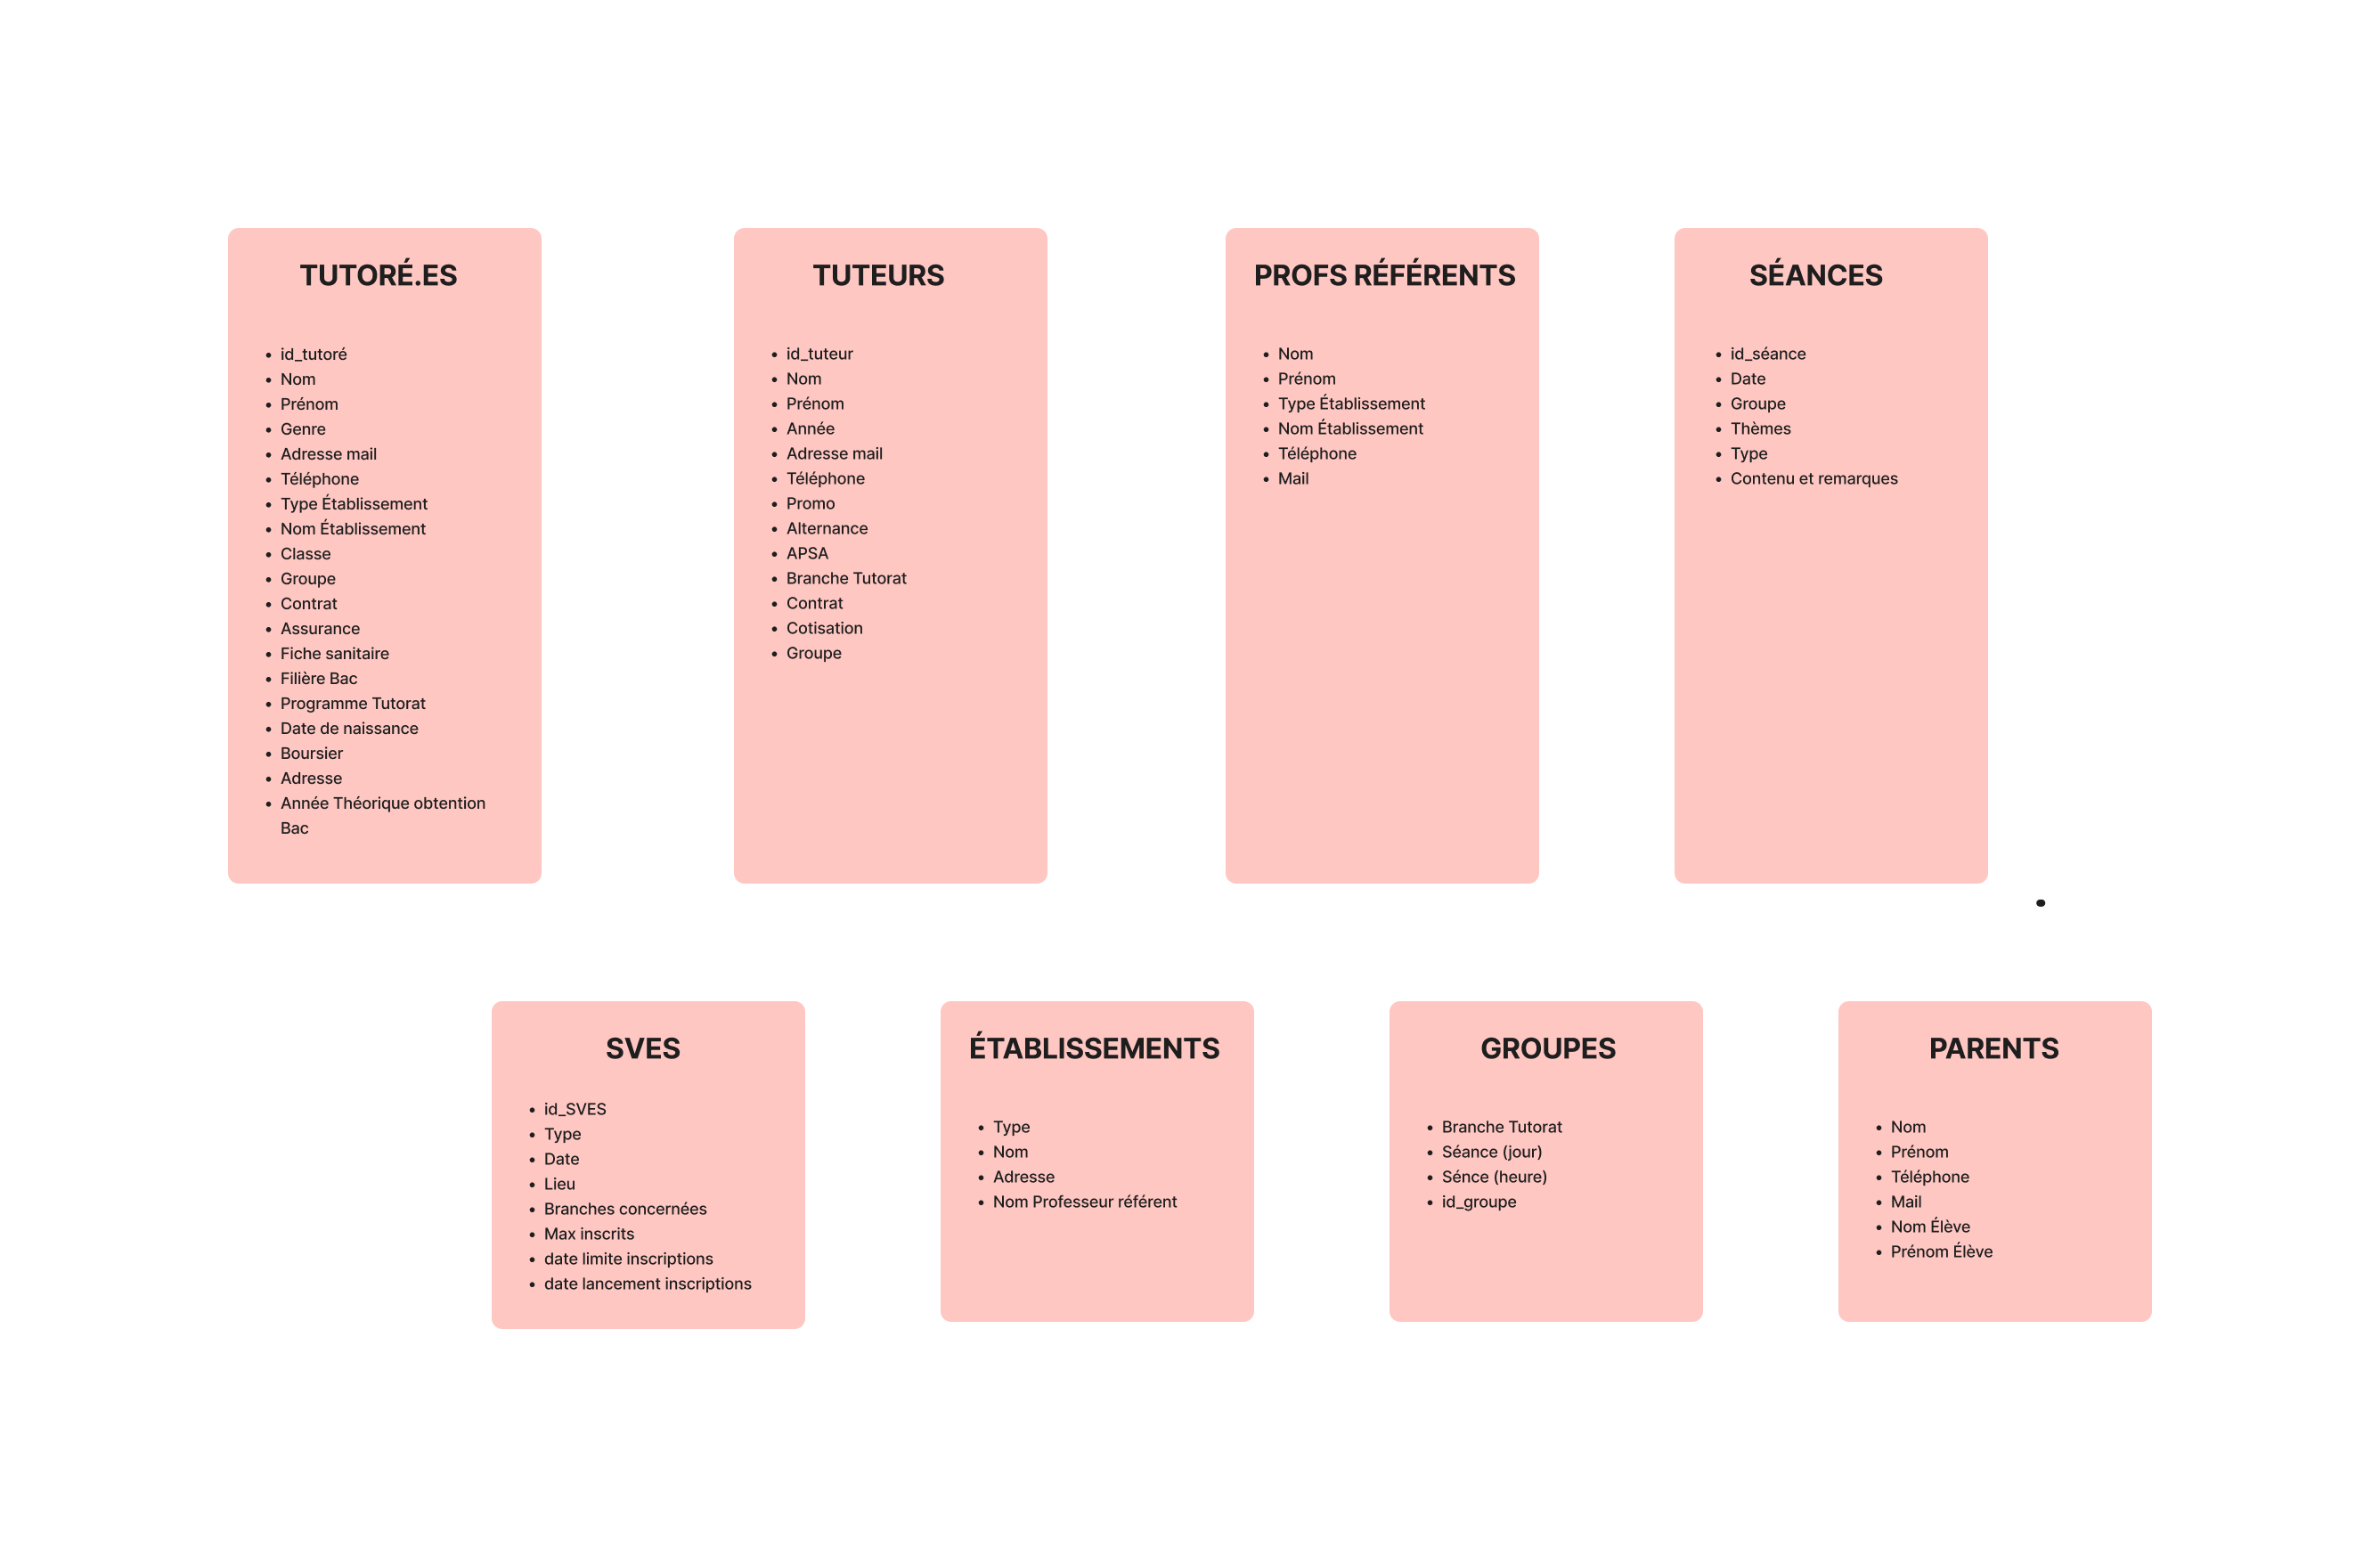 TUTORÉ.ES
• id_tutoré
• Nom
• Prénom
• Genre
• Adresse mail
• Téléphone
• Type Établissement
• Nom Établissement
• Classe
• Groupe
• Contrat
• Assurance
• Fiche sanitaire
• Filière Bac
• Programme Tutorat
• Date de naissance
• Boursier
• Adresse
• Année Théorique obtention
Bac
TUTEURS
• id_tuteur
• Nom
• Prénom
• Année
• Adresse mail
• Téléphone
• Promo
• Alternance
• APSA
• Branche Tutorat
• Contrat
• Cotisation
• Groupe
PROFS RÉFÉRENTS
• Nom
• Prénom
• Type Établissement
• Nom Établissement
• Téléphone
• Mail
SÉANCES
• id_séance
• Date
• Groupe
• Thèmes
• Type
• Contenu et remarques
SVES
• id_SVES
• Type
• Date
• Lieu
• Branches concernées
• Max inscrits
• date limite inscriptions
• date lancement inscriptions
ÉTABLISSEMENTS
• Type
• Nom
• Adresse
• Nom Professeur référent
GROUPES
• Branche Tutorat
• Séance (jour)
• Sénce (heure)
• id_groupe
PARENTS
• Nom
• Prénom
• Téléphone
• Mail
• Nom Élève
• Prénom Élève